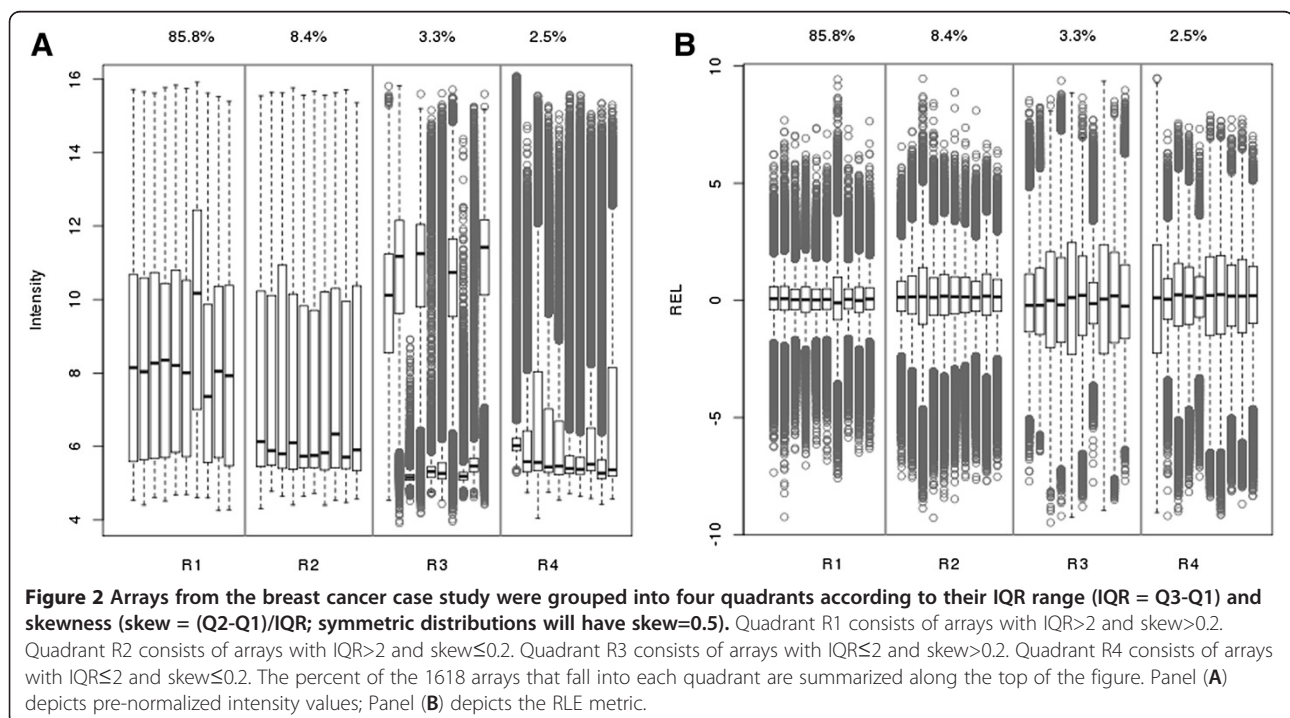 A
85.8% 8.4% 3.3% 2.5%
Intensity
16
14
12
10
8
6
4
R1 R2 R3 R4
B
85.8% 8.4% 3.3% 2.5%
REL
10
5
0
-5
-10
R1 R2 R3 R4
Figure 2 Arrays from the breast cancer case study were grouped into four quadrants according to their IQR range (IQR = Q3-Q1) and
skewness (skew = (Q2-Q1)/IQR; symmetric distributions will have skew=0.5). Quadrant R1 consists of arrays with IQR>2 and skew>0.2.
Quadrant R2 consists of arrays with IQR>2 and skew≤0.2. Quadrant R3 consists of arrays with IQR≤2 and skew>0.2. Quadrant R4 consists of arrays
with IQR≤2 and skew≤0.2. The percent of the 1618 arrays that fall into each quadrant are summarized along the top of the figure. Panel (A)
depicts pre-normalized intensity values; Panel (B) depicts the RLE metric.